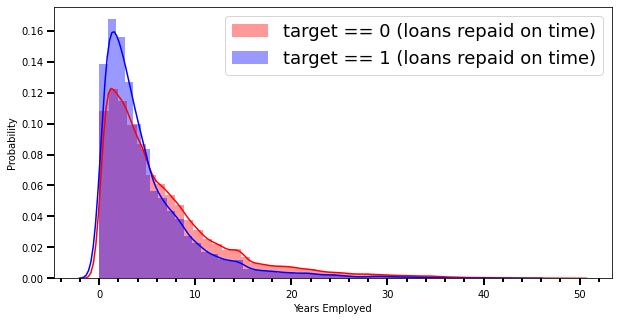 target == 0 (loans repaid on time)
target == 1 (loans repaid on time)
0.16
0.14
0.12
0.10
0.08
0.06
0.04
0.02
0.00
Probability
0 10 20 30 40 50
Years Employed